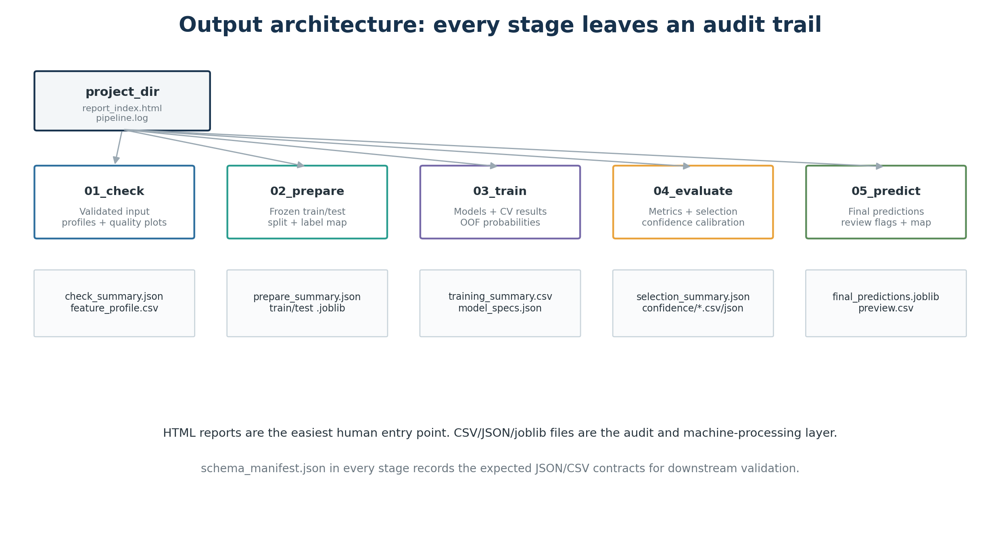 Output architecture: every stage leaves an audit trail
project_dir
report_index.html
pipeline.log
01_check
Validated input
profiles + quality plots
02_prepare
Frozen train/test
split + label map
03_train
Models + CV results
OOF probabilities
04_evaluate
Metrics + selection
confidence calibration
05_predict
Final predictions
review flags + map
check_summary.json
feature_profile.csv
prepare_summary.json
train/test .joblib
training_summary.csv
model_specs.json
selection_summary.json
confidence/*.csv/json
final_predictions.joblib
preview.csv
HTML reports are the easiest human entry point. CSV/JSON/joblib files are the audit and machine-processing layer.
schema_manifest.json in every stage records the expected JSON/CSV contracts for downstream validation.